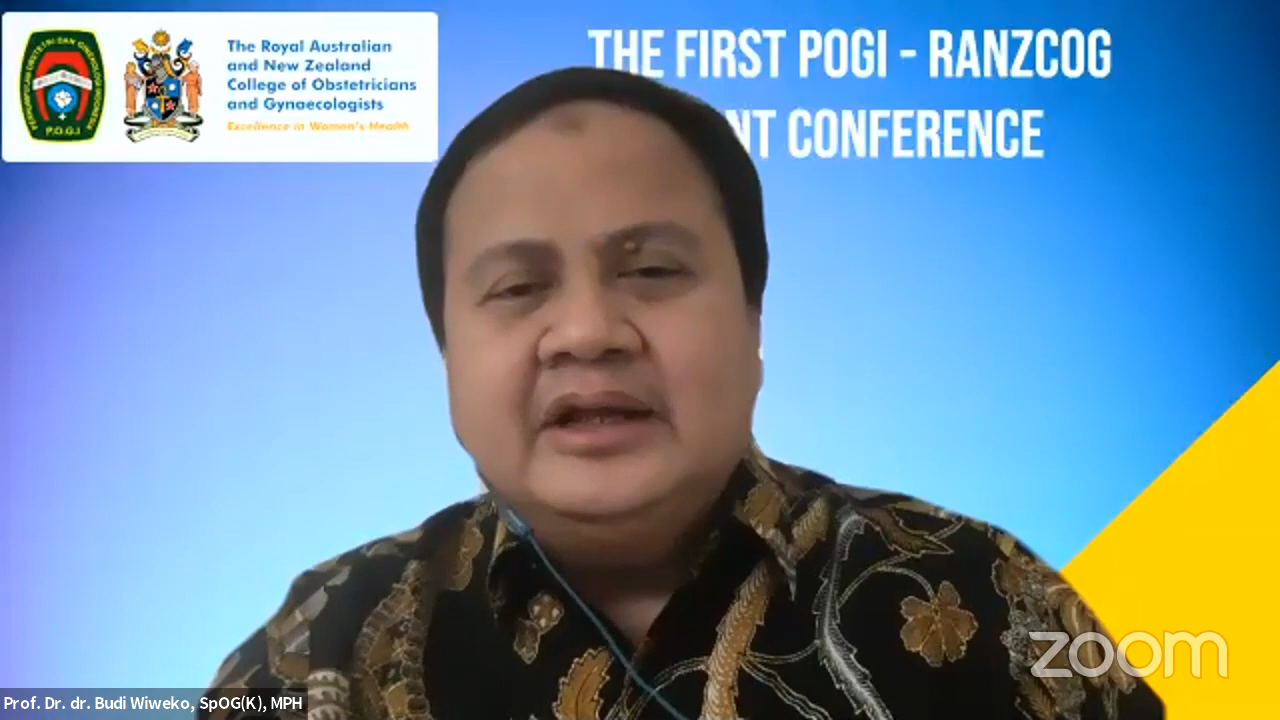 The Royal Australian
and New Zealand
College of Obstetricians
and Gynaecologists
Excellence in Women's Health
P.O.G.I
THE FIRST POGI - RANZCOG
NT CONFERENCE
zoom
Prof. Dr. dr. Budi Wiweko, SpOG(K), MPH